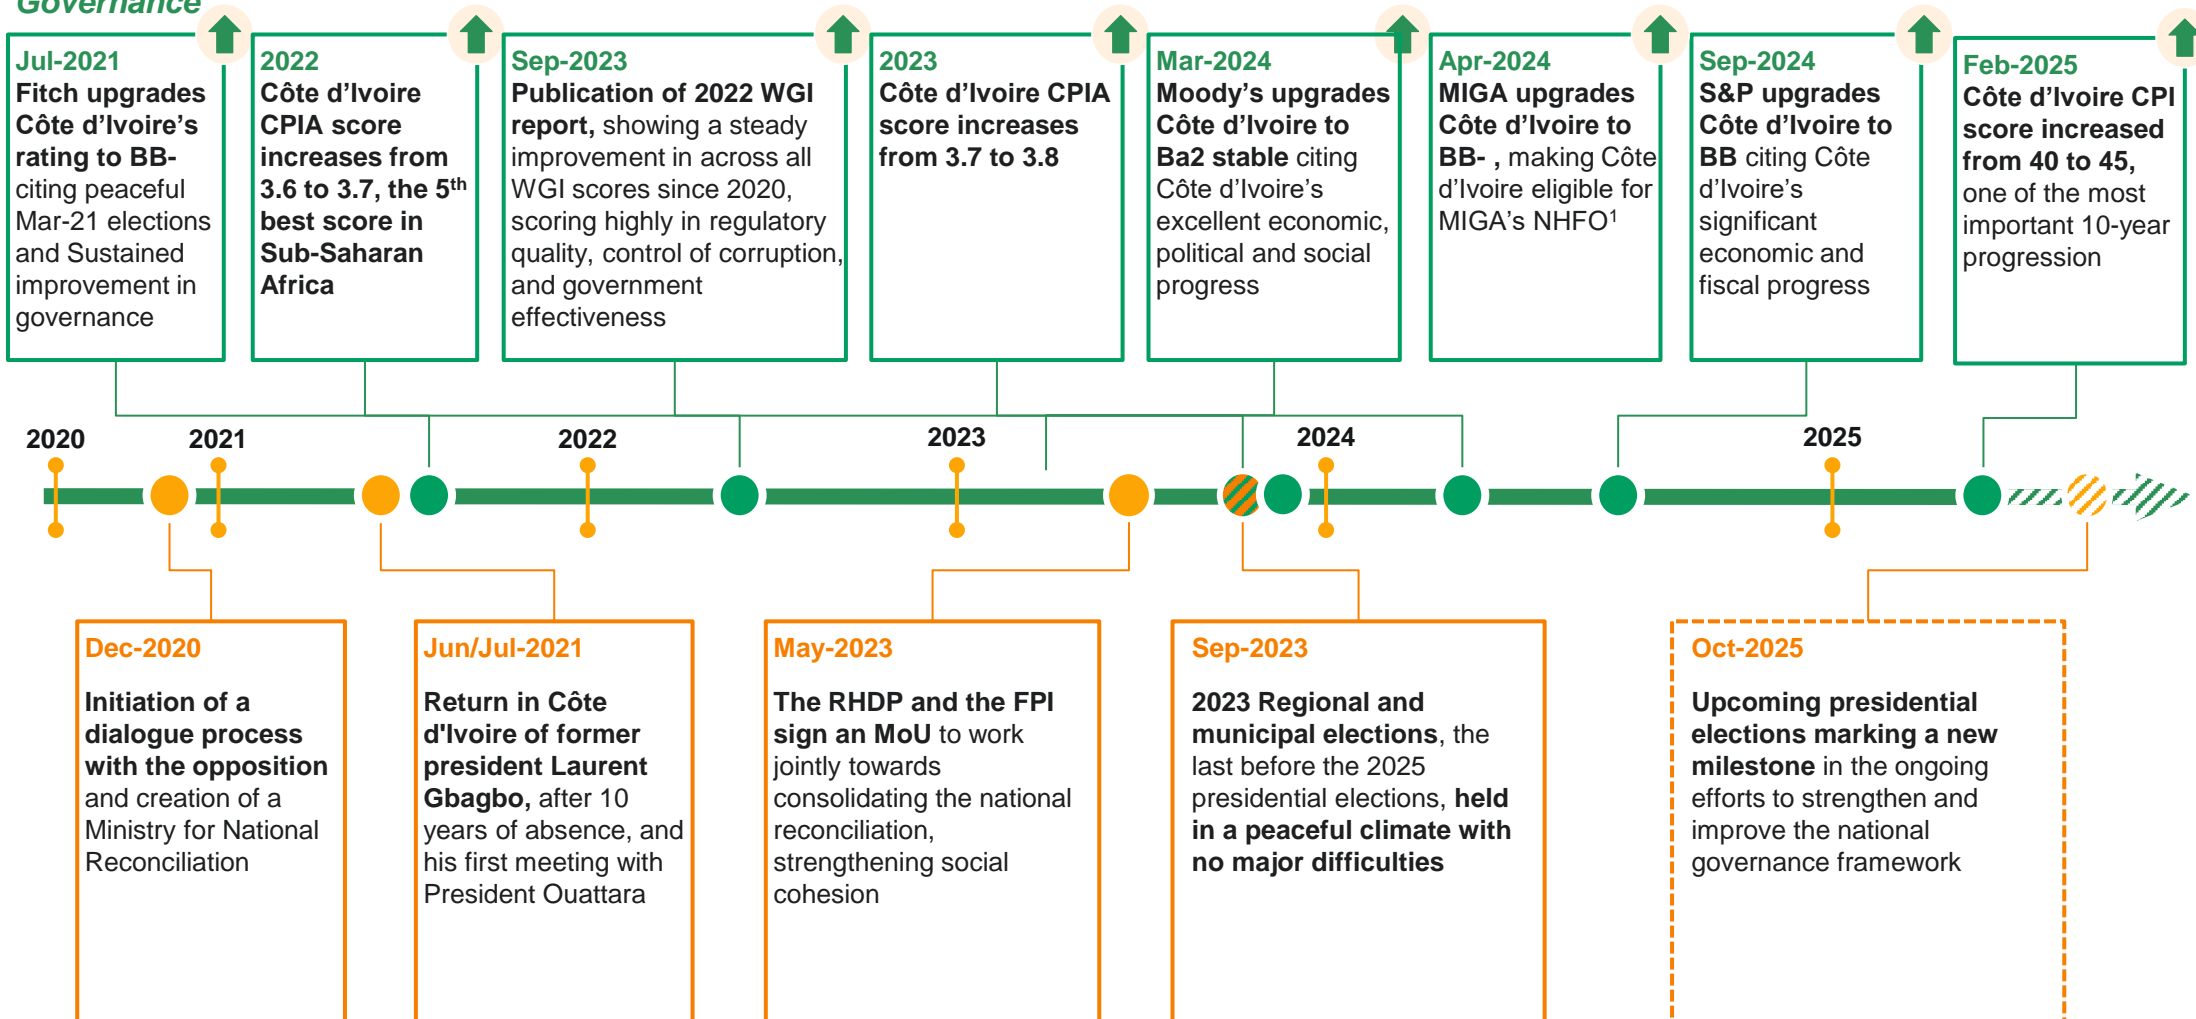 Governance
Jul-2021
Fitch upgrades
Côte d’Ivoire’s
rating to BB-
citing peaceful
Mar-21 elections
and Sustained
improvement in
governance
2022
Côte d’Ivoire
CPIA score
increases from
3.6 to 3.7, the 5th
best score in
Sub-Saharan
Africa
Sep-2023
Publication of 2022 WGI
report, showing a steady
improvement in across all
WGI scores since 2020,
scoring highly in regulatory
quality, control of corruption,
and government
effectiveness
2023
Côte d’Ivoire CPIA
score increases
from 3.7 to 3.8
Mar-2024
Moody’s upgrades
Côte d’Ivoire to
Ba2 stable citing
Côte d’Ivoire’s
excellent economic,
political and social
progress
Apr-2024
MIGA upgrades
Côte d’Ivoire to
BB- , making Côte
d’Ivoire eligible for
MIGA’s NHFO1
Sep-2024
S&P upgrades
Côte d’Ivoire to
BB citing Côte
d’Ivoire’s
significant
economic and
fiscal progress
Feb-2025
Côte d’Ivoire CPI
score increased
from 40 to 45,
one of the most
important 10-year
progression
2020
2021
2022
2023
2024
2025
Dec-2020
Initiation of a
dialogue process
with the opposition
and creation of a
Ministry for National
Reconciliation
Jun/Jul-2021
Return in Côte
d'Ivoire of former
president Laurent
Gbagbo, after 10
years of absence, and
his first meeting with
President Ouattara
May-2023
The RHDP and the FPI
sign an MoU to work
jointly towards
consolidating the national
reconciliation,
strengthening social
cohesion
Sep-2023
2023 Regional and
municipal elections, the
last before the 2025
presidential elections, held
in a peaceful climate with
no major difficulties
Oct-2025
Upcoming presidential
elections marking a new
milestone in the ongoing
efforts to strengthen and
improve the national
governance framework